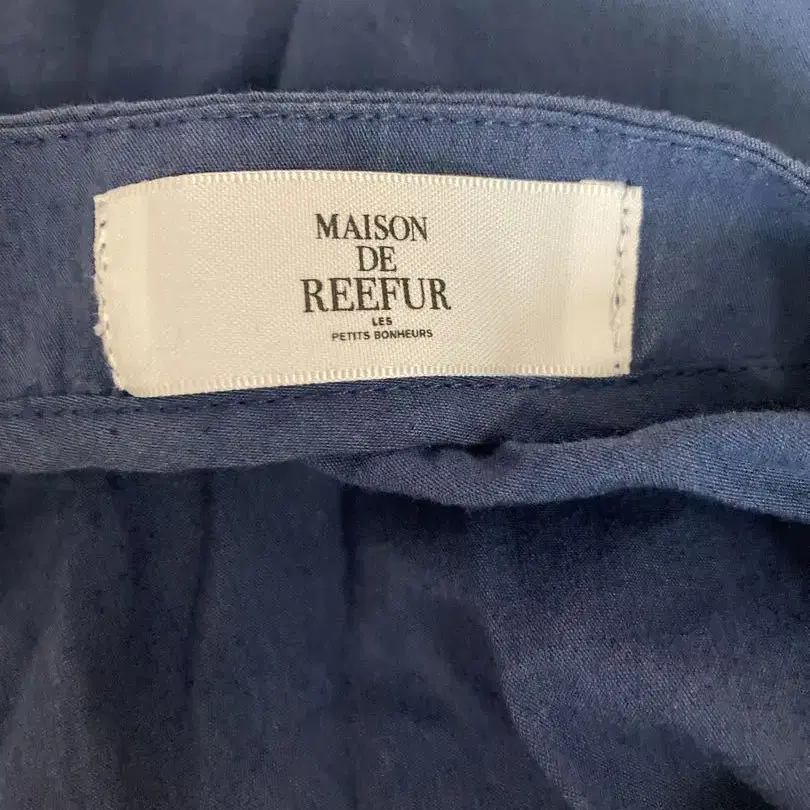 MAISON
DE
REEFUR
LES
PETITS BONHEURS